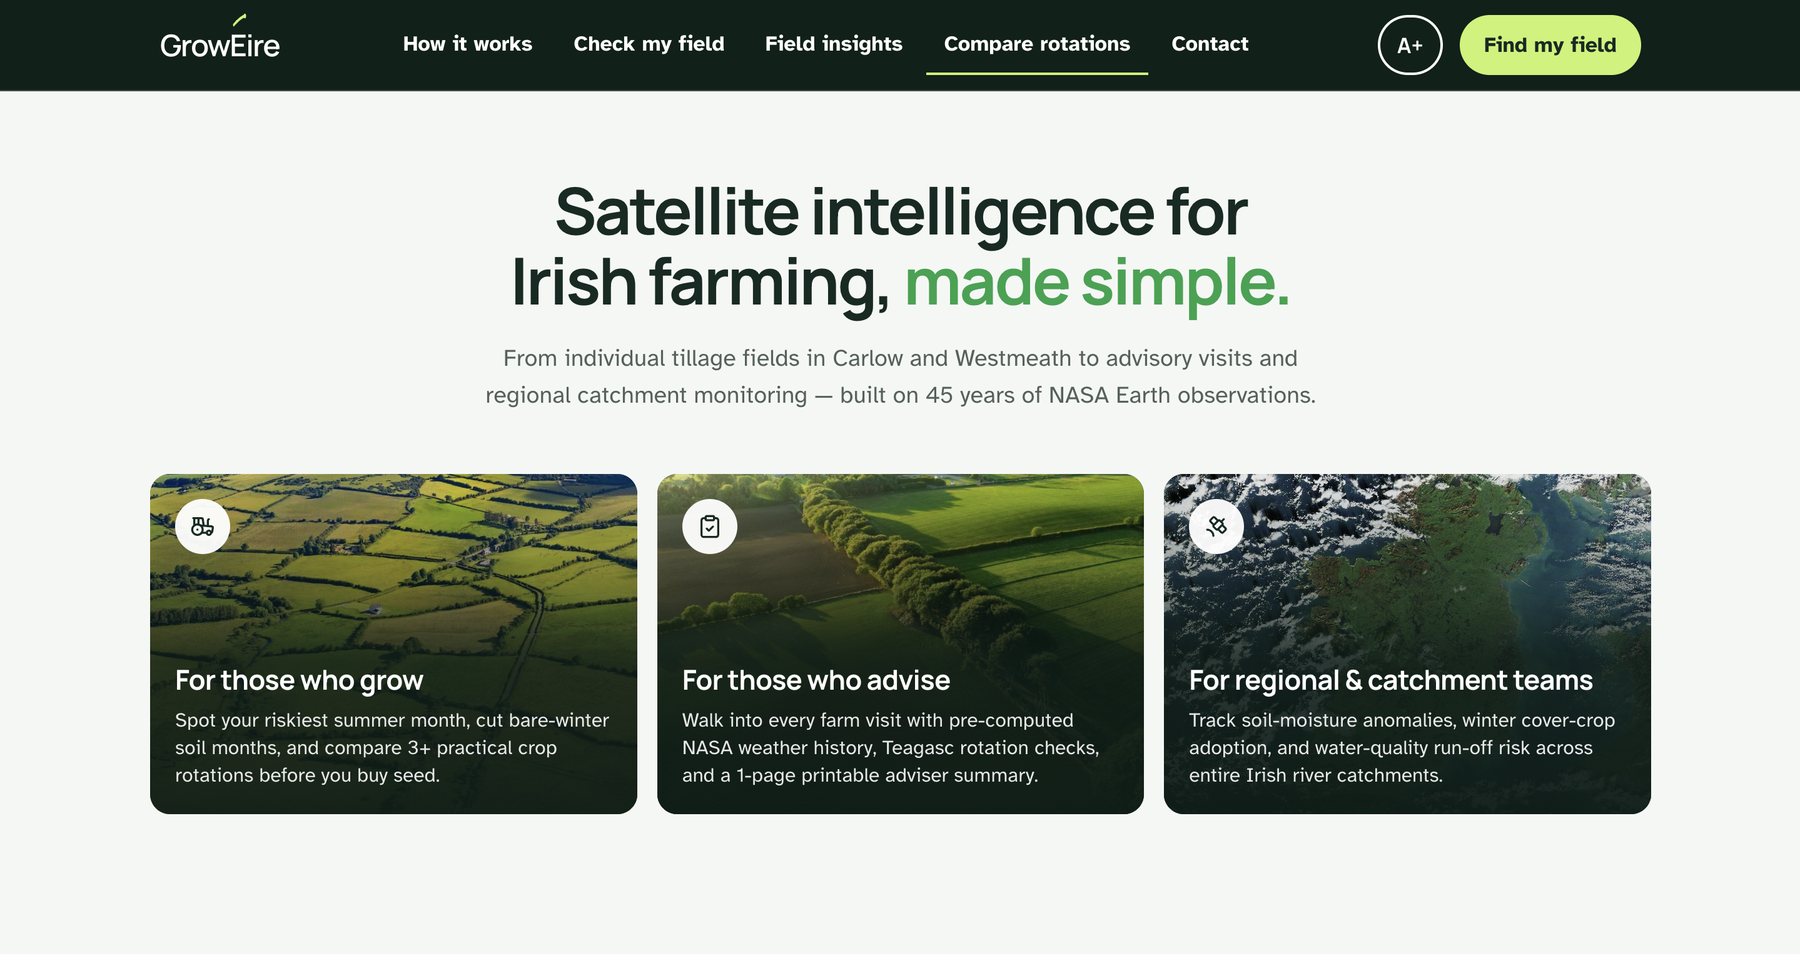 GrowÉire
How it works
Check my field
Field insights
Compare rotations
Contact
A+
Find my field
Satellite intelligence for
Irish farming, made simple.
From individual tillage fields in Carlow and Westmeath to advisory visits and
regional catchment monitoring — built on 45 years of NASA Earth observations.
For those who grow
Spot your riskiest summer month, cut bare-winter
soil months, and compare 3+ practical crop
rotations before you buy seed.
For those who advise
Walk into every farm visit with pre-computed
NASA weather history, Teagasc rotation checks,
and a 1-page printable adviser summary.
For regional & catchment teams
Track soil-moisture anomalies, winter cover-crop
adoption, and water-quality run-off risk across
entire Irish river catchments.